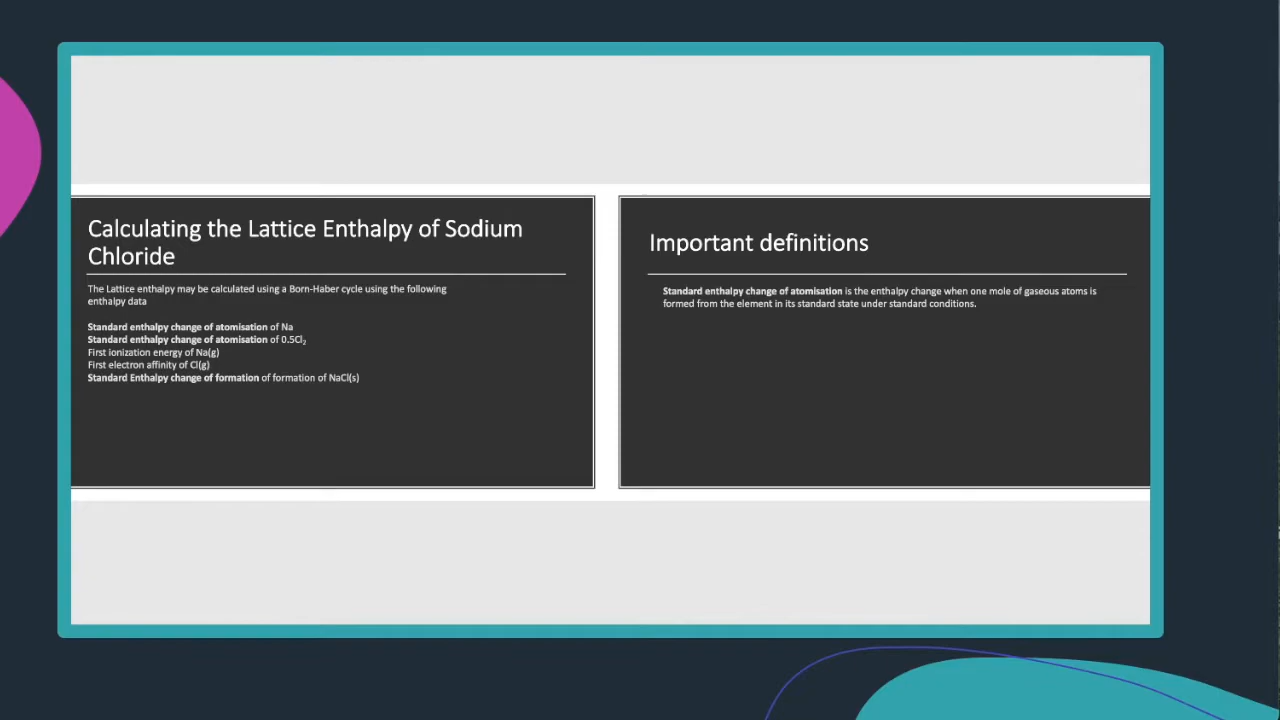 Calculating the Lattice Enthalpy of Sodium
Chloride
The Lattice enthalpy may be calculated using a Born-Haber cycle using the following
enthalpy data
Standard enthalpy change of atomisation of Na
Standard enthalpy change of atomisation of 0.5Cl₂
First ionization energy of Na(g)
First electron affinity of Cl(g)
Standard Enthalpy change of formation of formation of NaCl(s)
Important definitions
Standard enthalpy change of atomisation is the enthalpy change when one mole of gaseous atoms is
formed from the element in its standard state under standard conditions.